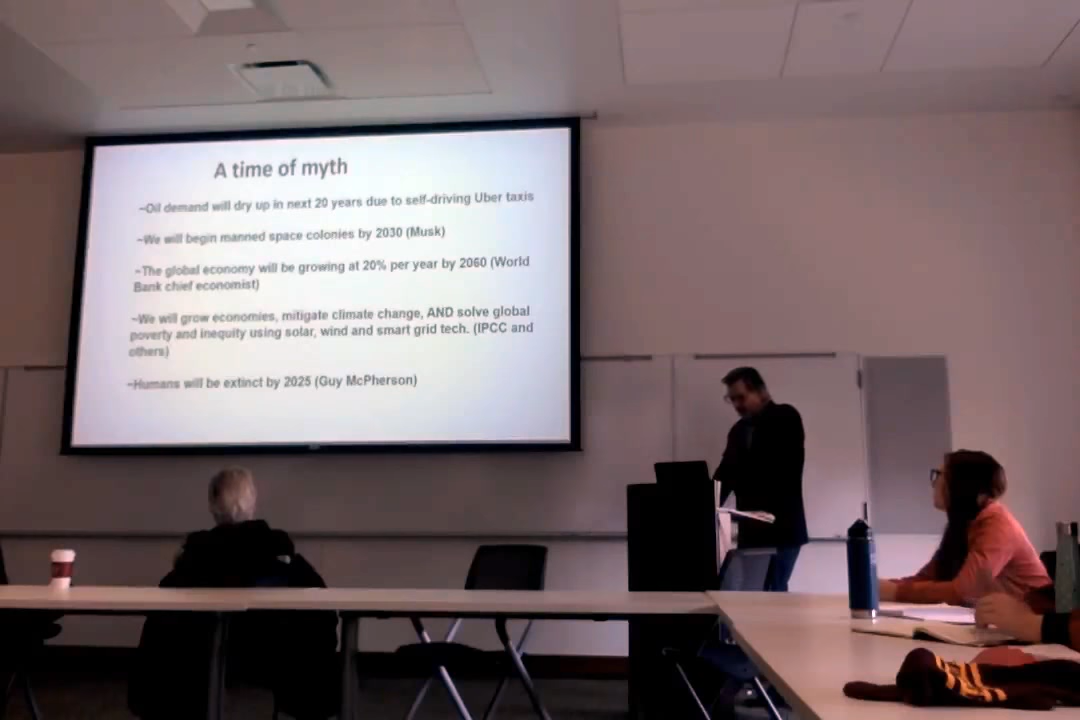 A time of myth
~Oil demand will dry up in next 20 years due to self-driving Uber taxis
~We will begin manned space colonies by 2030 (Musk)
~The global economy will be growing at 20% per year by 2060 (World
Bank chief economist)
~We will grow economies, mitigate climate change, AND solve global
poverty and inequity using solar, wind and smart grid tech. (IPCC and
others)
~Humans will be extinct by 2025 (Guy McPherson)